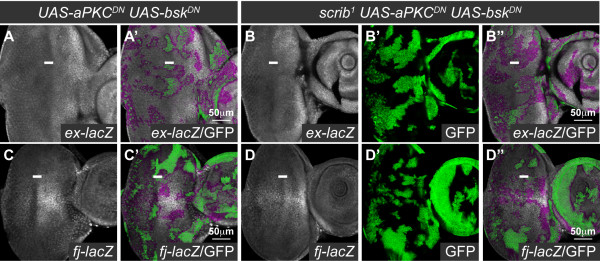 UAS-aPKCᴰᴺ UAS-bskᴰᴺ
scrib¹ UAS-aPKCᴰᴺ UAS-bskᴰᴺ
A
ex-lacZ
A'
50µm
ex-lacZ/GFP
B
ex-lacZ
B'
GFP
B''
50µm
ex-lacZ/GFP
C
fj-lacZ
C'
50µm
fj-lacZ/GFP
D
fj-lacZ
D'
GFP
D''
50µm
fj-lacZ/GFP